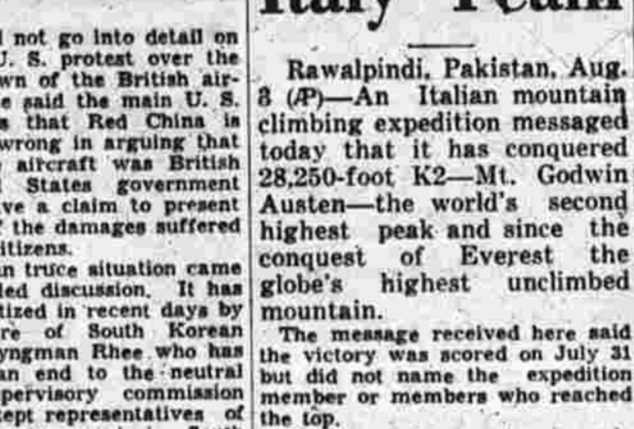 not go into detail on
U. S. protest over the
of the British air-
said the main U. S.
that Red China is
wrong in arguing that
aircraft was British
States government
a claim to present
the damages suffered
truce situation came
discussion. It has
in recent days by
of South Korean
Rhee who has
an end to the neutral
commission
representatives of
Italy
Rawalpindi, Pakistan, Aug.
3 (AP)—An Italian mountain
climbing expedition messaged
today that it has conquered
28,250-foot K2—Mt. Godwin
Austen—the world's second
highest peak and since the
conquest of Everest the
globe's highest unclimbed
mountain.
The message received here said
the victory was scored on July 31
but did not name the expedition
member or members who reached
the top.